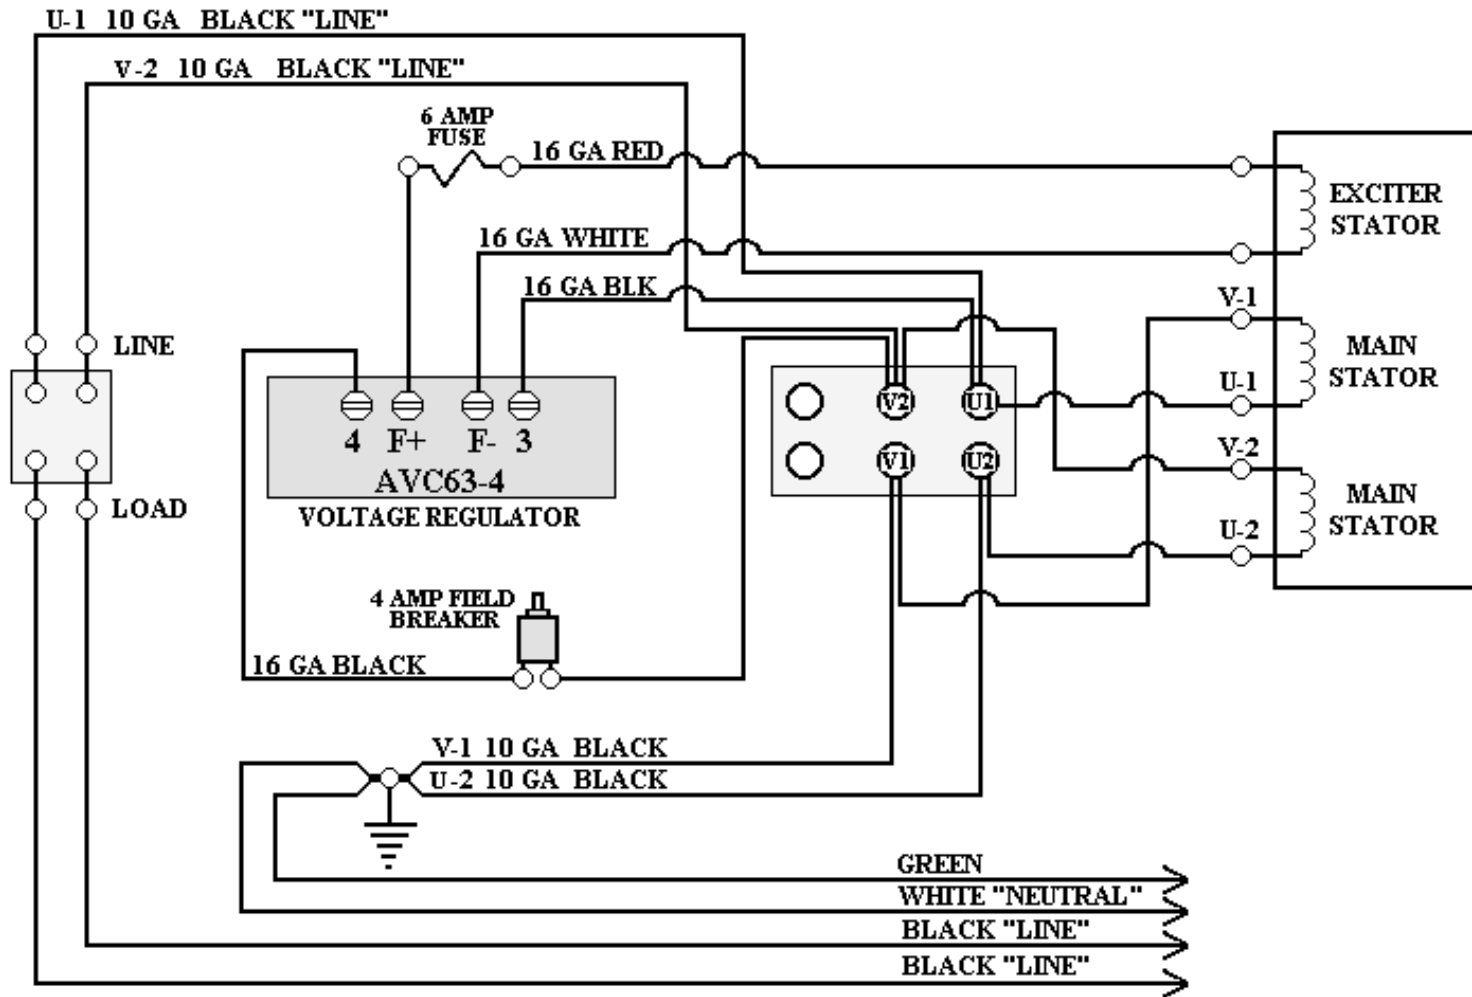 U-1 10 GA BLACK "LINE"
V-2 10 GA BLACK "LINE"
6 AMP
FUSE
16 GA RED
EXCITER
STATOR
16 GA WHITE
16 GA BLK
V-1
LINE
MAIN
STATOR
U-1
V2
U1
4 F+ F- 3
V-2
V1
U2
AVC63-4
MAIN
STATOR
LOAD
VOLTAGE REGULATOR
U-2
4 AMP FIELD
BREAKER
16 GA BLACK
V-1 10 GA BLACK
U-2 10 GA BLACK
GREEN
WHITE "NEUTRAL"
BLACK "LINE"
BLACK "LINE"